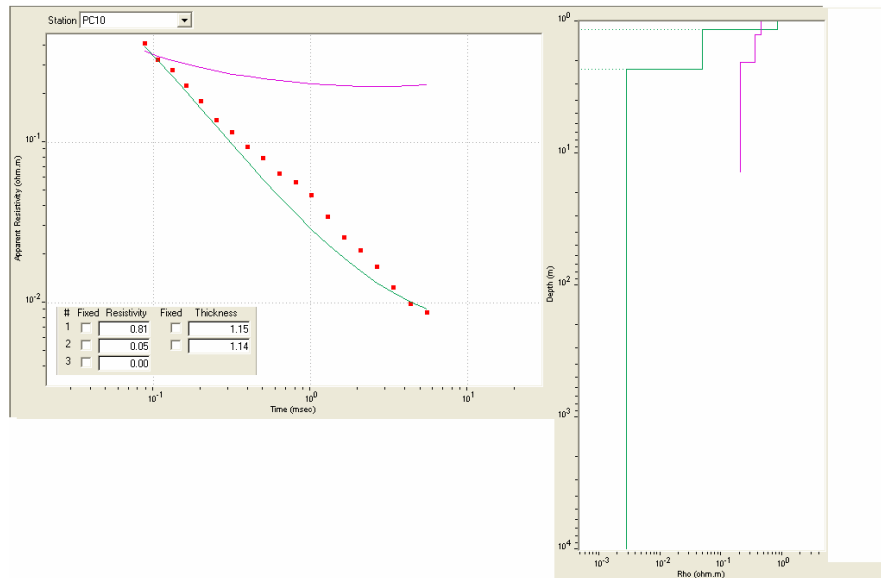 Station PC10
Apparent Resistivity (ohm.m)
10⁻¹
10⁻²
# Fixed Resistivity Fixed Thickness
1 0.81 1.15
2 0.05 1.14
3 0.00
10⁻¹ 10⁰ 10¹
Time (msec)
Depth (m)
10⁰
10¹
10²
10³
10⁴
10⁻³ 10⁻² 10⁻¹ 10⁰
Rho (ohm.m)